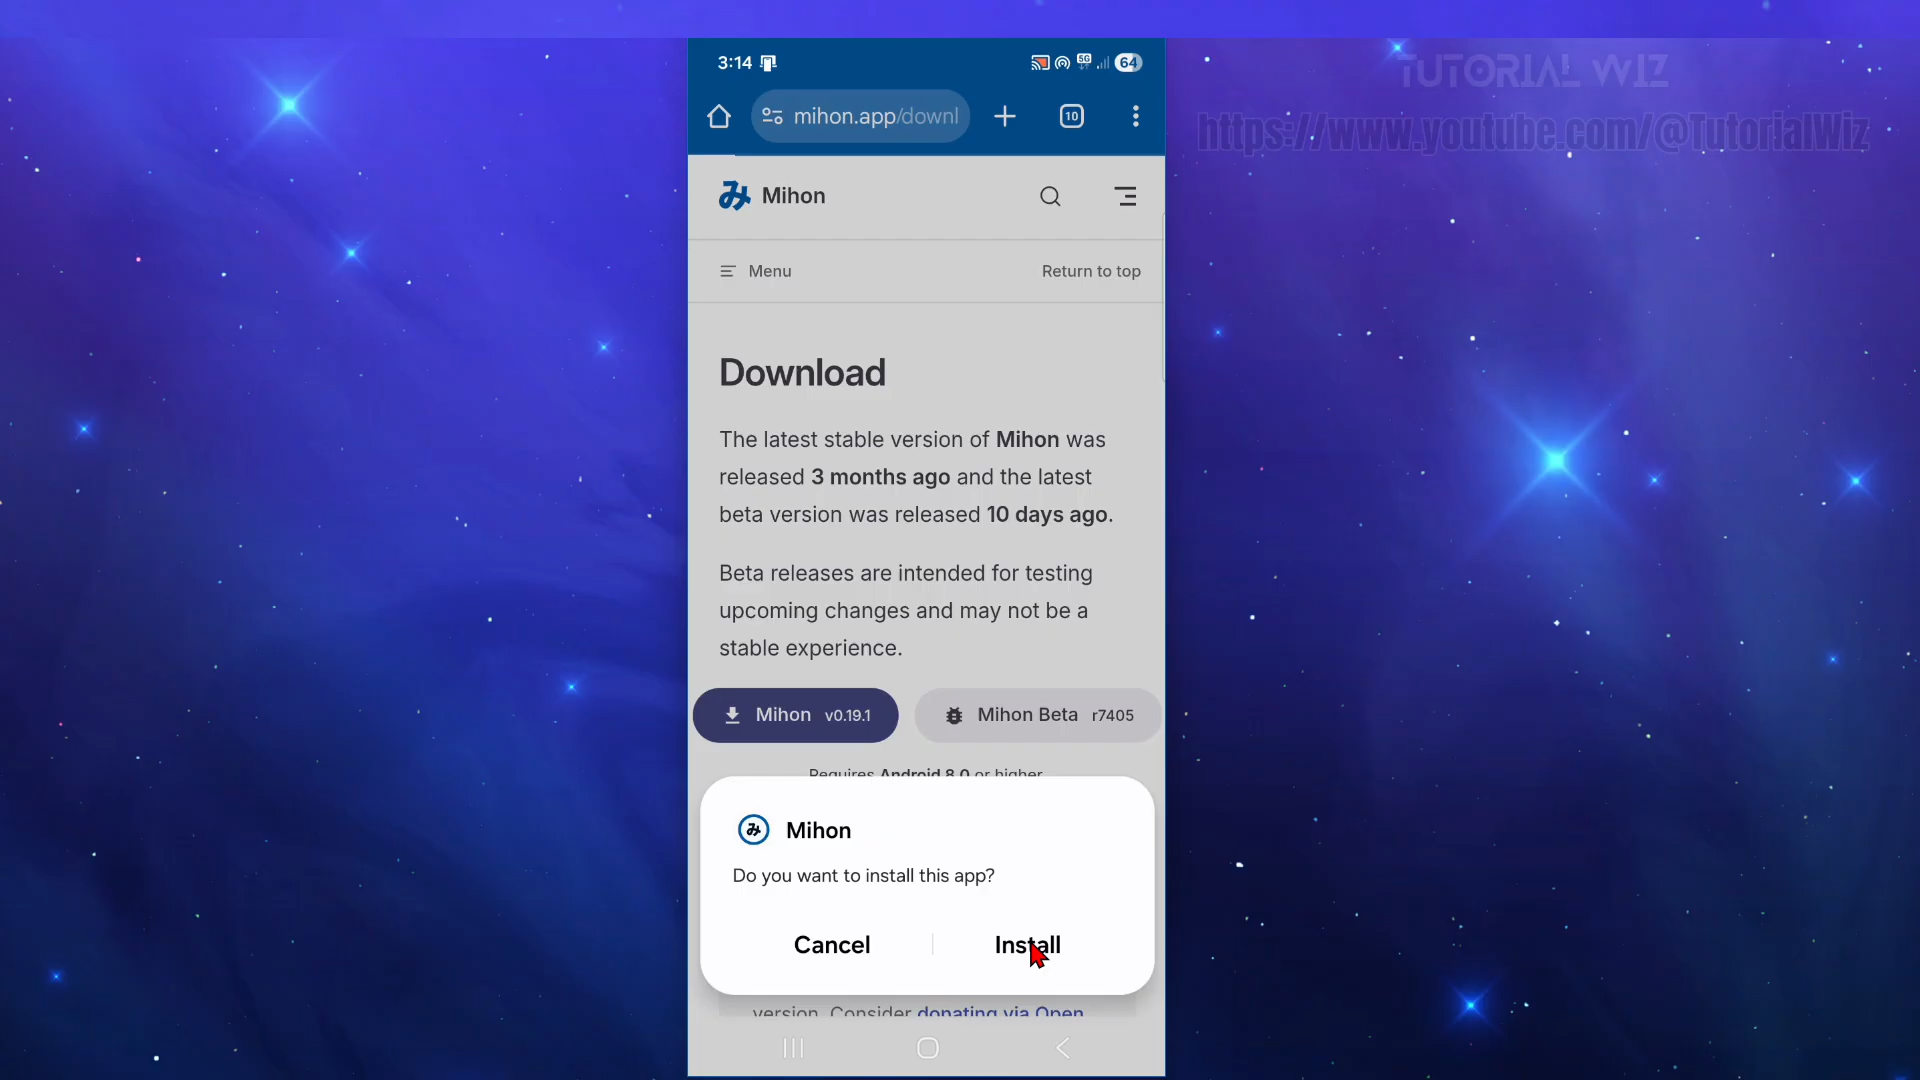 TUTORIAL WIZ
https://www.youtube.com/@TutorialWiz
3:14
5G
64
mihon.app/downl
10
み Mihon
Menu
Return to top
Download
The latest stable version of Mihon was
released 3 months ago and the latest
beta version was released 10 days ago.
Beta releases are intended for testing
upcoming changes and may not be a
stable experience.
Mihon v0.19.1
Mihon Beta r7405
Requires Android 8.0 or higher
み Mihon
Do you want to install this app?
Cancel
Install
version. Consider donating via Open